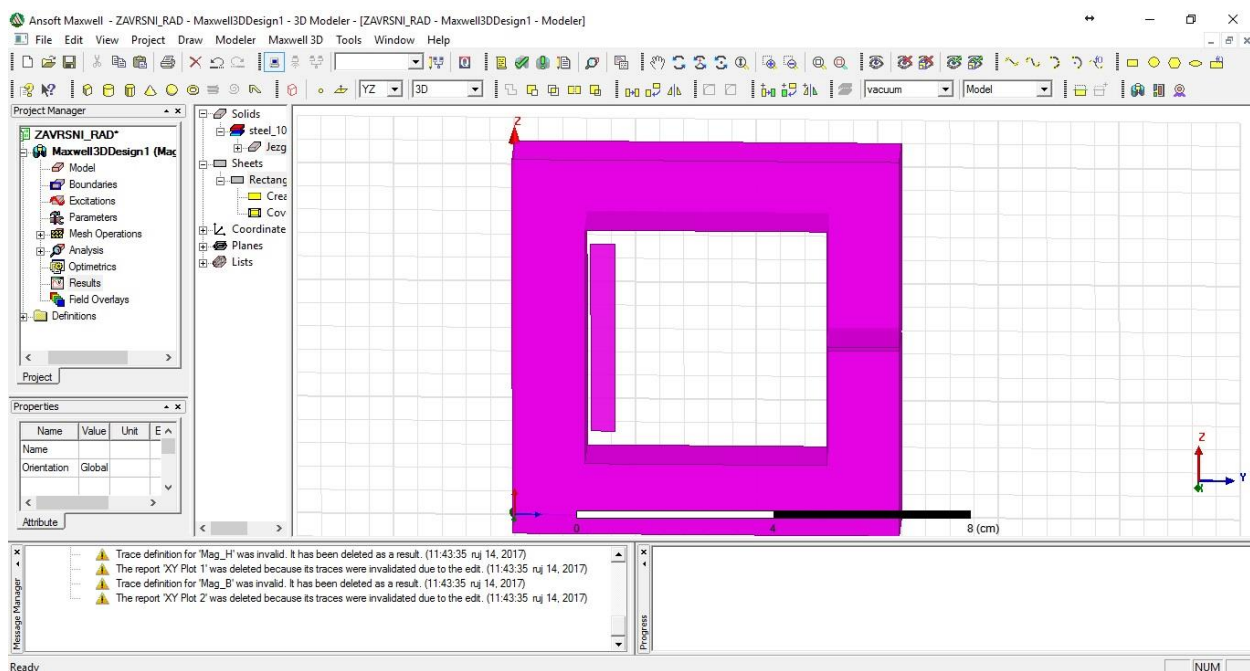 Ansoft Maxwell - ZAVRSNI_RAD - Maxwell3DDesign1 - 3D Modeler - [ZAVRSNI_RAD - Maxwell3DDesign1 - Modeler]
File Edit View Project Draw Modeler Maxwell 3D Tools Window Help
YZ 3D vacuum Model
Project Manager
ZAVRSNI_RAD*
Maxwell3DDesign1 (Mag
Model
Boundaries
Excitations
Parameters
Mesh Operations
Analysis
Optimetrics
Results
Field Overlays
Definitions
Project
Properties
Name Value Unit E
Name
Orientation Global
Attribute
Solids
steel_10
Jezg
Sheets
Rectang
Crea
Cov
Coordinate
Planes
Lists
Z
Z
Y
X
0 4 8 (cm)
Message Manager
Trace definition for 'Mag_H' was invalid. It has been deleted as a result. (11:43:35 ruj 14, 2017)
The report 'XY Plot 1' was deleted because its traces were invalidated due to the edit. (11:43:35 ruj 14, 2017)
Trace definition for 'Mag_B' was invalid. It has been deleted as a result. (11:43:35 ruj 14, 2017)
The report 'XY Plot 2' was deleted because its traces were invalidated due to the edit. (11:43:35 ruj 14, 2017)
Progress
Ready
NUM